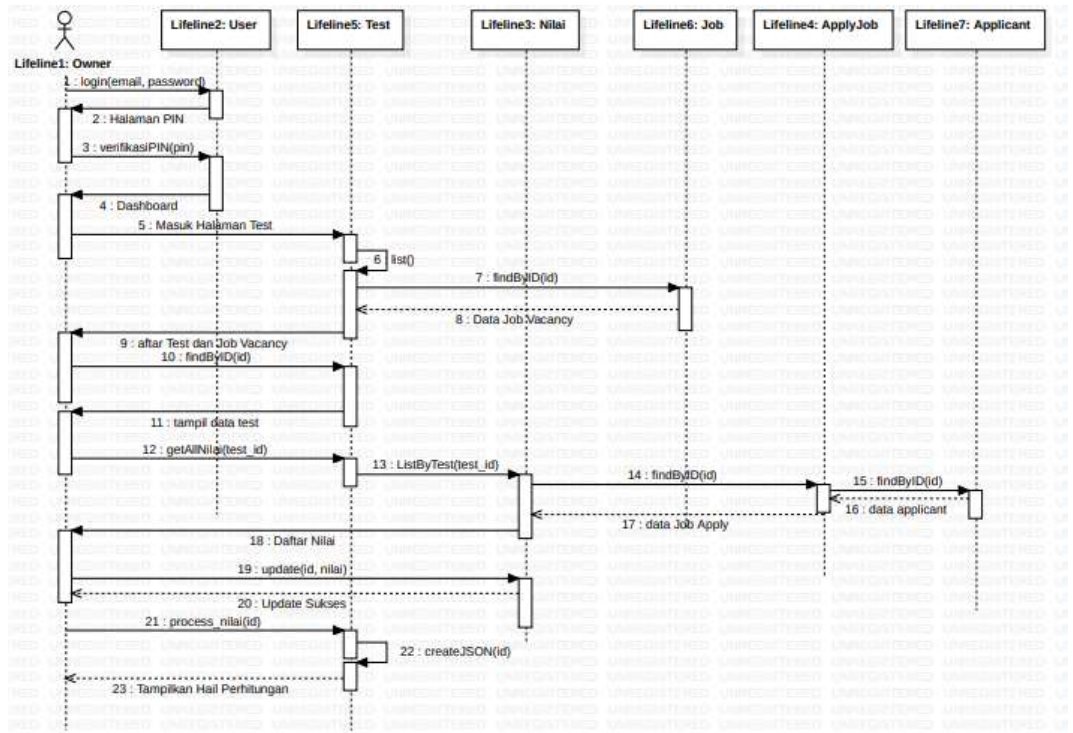 Lifeline2: User
Lifeline5: Test
Lifeline3: Nilai
Lifeline6: Job
Lifeline4: ApplyJob
Lifeline7: Applicant
Lifeline1: Owner
1 : login(email, password)
2 : Halaman PIN
3 : verifikasiPIN(pin)
4 : Dashboard
5 : Masuk Halaman Test
6 : list()
7 : findByID(id)
8 : Data Job Vacancy
9 : aftar Test dan Job Vacancy
10 : findByID(id)
11 : tampil data test
12 : getAllNilai(test_id)
13 : ListByTest(test_id)
14 : findByID(id)
15 : findByID(id)
16 : data applicant
17 : data Job Apply
18 : Daftar Nilai
19 : update(id, nilai)
20 : Update Sukses
21 : process_nilai(id)
22 : createJSON(id)
23 : Tampilkan Hail Perhitungan